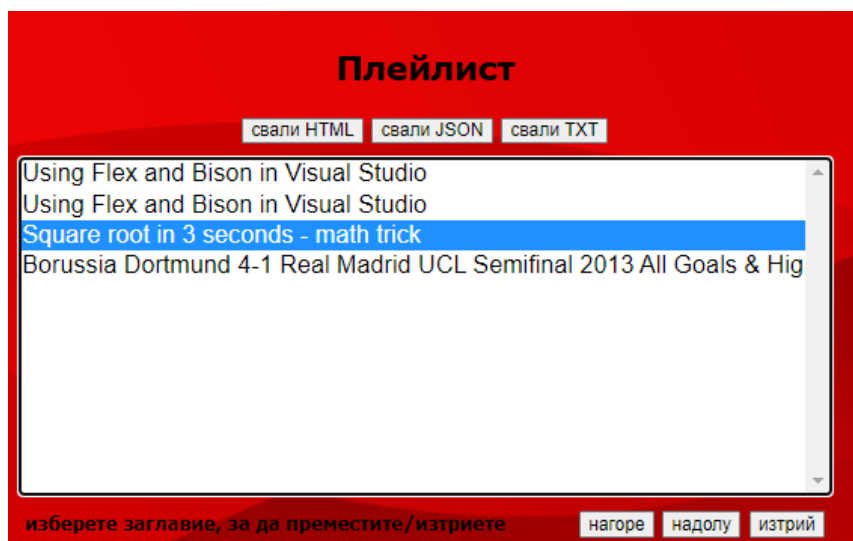 Плейлист
свали HTML свали JSON свали TXT
Using Flex and Bison in Visual Studio
Using Flex and Bison in Visual Studio
Square root in 3 seconds - math trick
Borussia Dortmund 4-1 Real Madrid UCL Semifinal 2013 All Goals & Hig
изберете заглавие, за да преместите/изтриете нагоре надолу изтрий